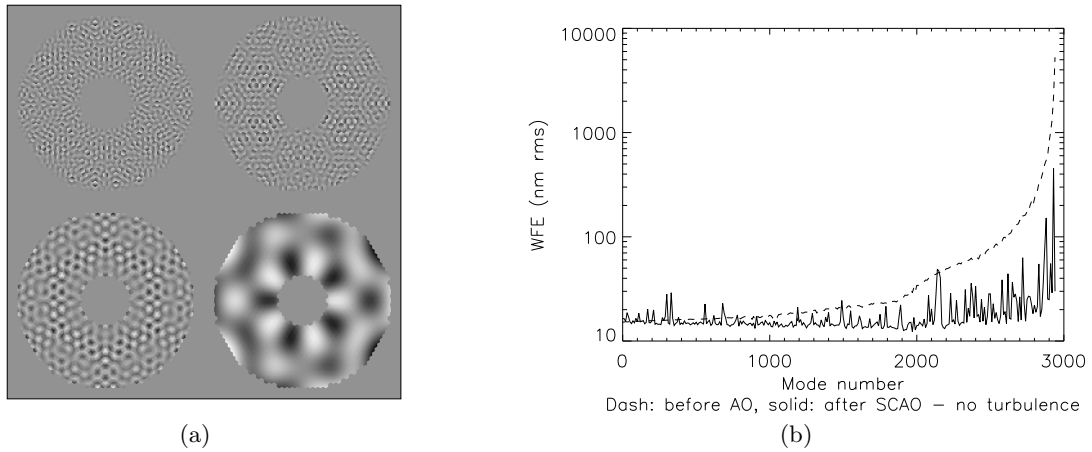 10000
1000
100
10
WFE (nm rms)
0 1000 2000 3000
Mode number
Dash: before AO, solid: after SCAO – no turbulence
(a) (b)